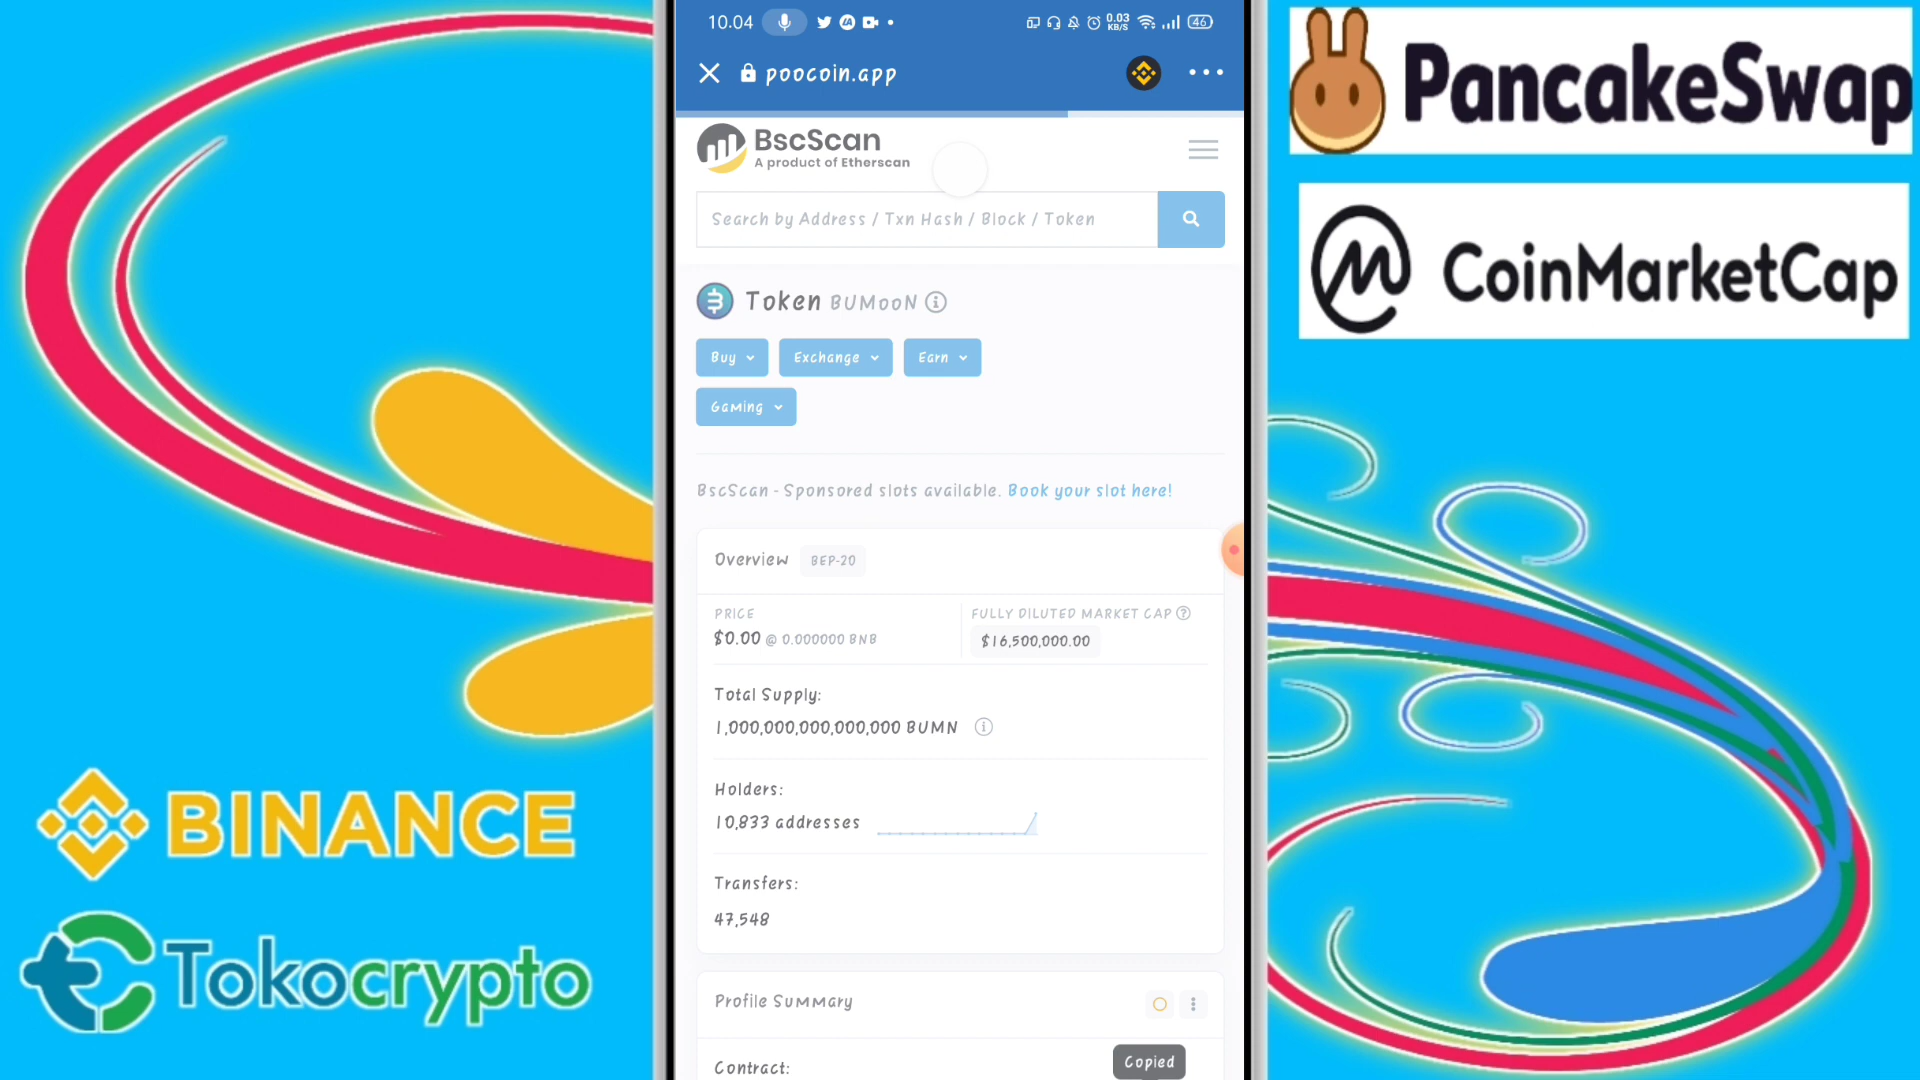 10.04
0.03
KB/S
46
poocoin.app
BscScan
A product of Etherscan
Search by Address / Txn Hash / Block / Token
Token BUMooN
Buy
Exchange
Earn
Gaming
BscScan - Sponsored slots available. Book your slot here!
Overview
BEP-20
PRICE
$0.00 @ 0.000000 BNB
FULLY DILUTED MARKET CAP
$16,500,000.00
Total Supply:
1,000,000,000,000,000 BUMN
Holders:
10,833 addresses
Transfers:
47,548
Profile Summary
Contract:
Copied
PancakeSwap
CoinMarketCap
BINANCE
Tokocrypto